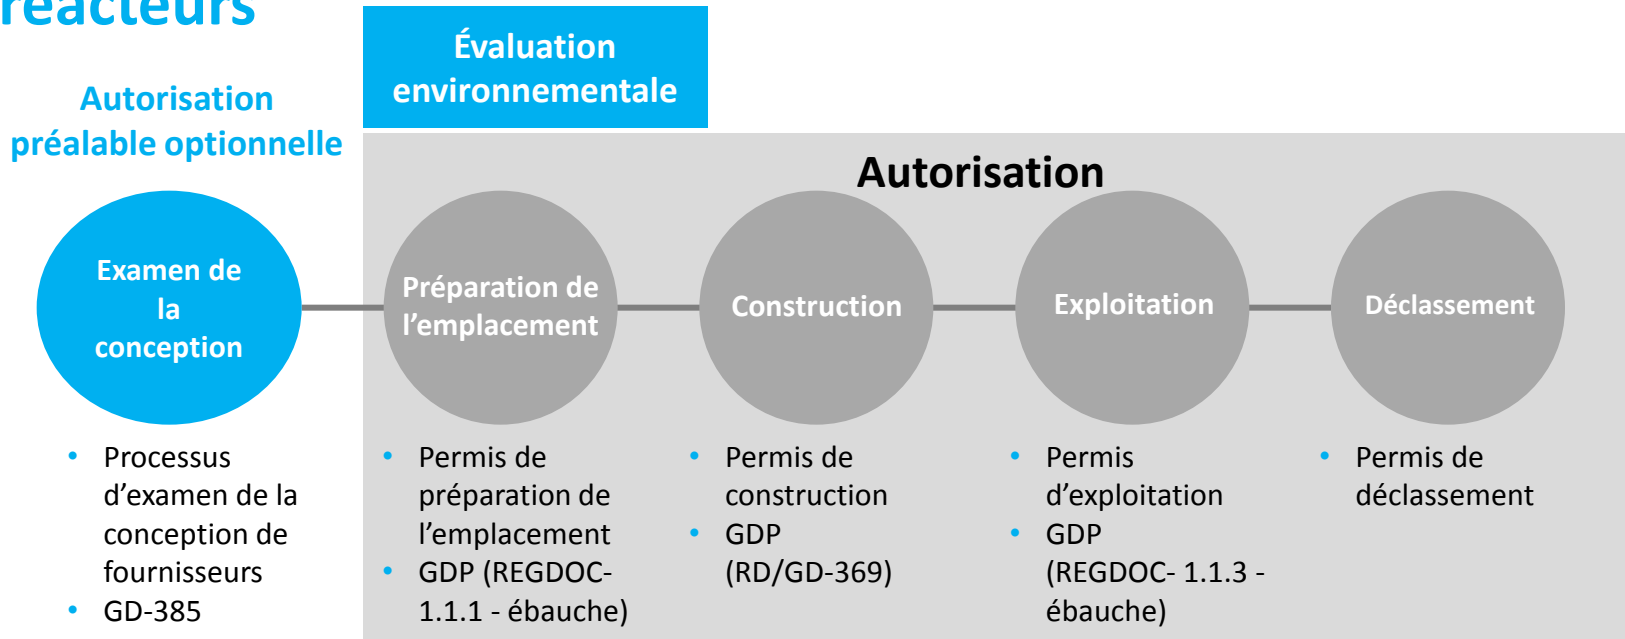 réacteurs
Évaluation
environnementale
Autorisation
préalable optionnelle
Autorisation
Examen de
la
conception
Préparation de
l’emplacement
Construction
Exploitation
Déclassement
• Processus
d’examen de la
conception de
fournisseurs
• GD-385
• Permis de
préparation de
l’emplacement
• GDP (REGDOC-
1.1.1 - ébauche)
• Permis de
construction
• GDP
(RD/GD-369)
• Permis
d’exploitation
• GDP
(REGDOC- 1.1.3 -
ébauche)
• Permis de
déclassement